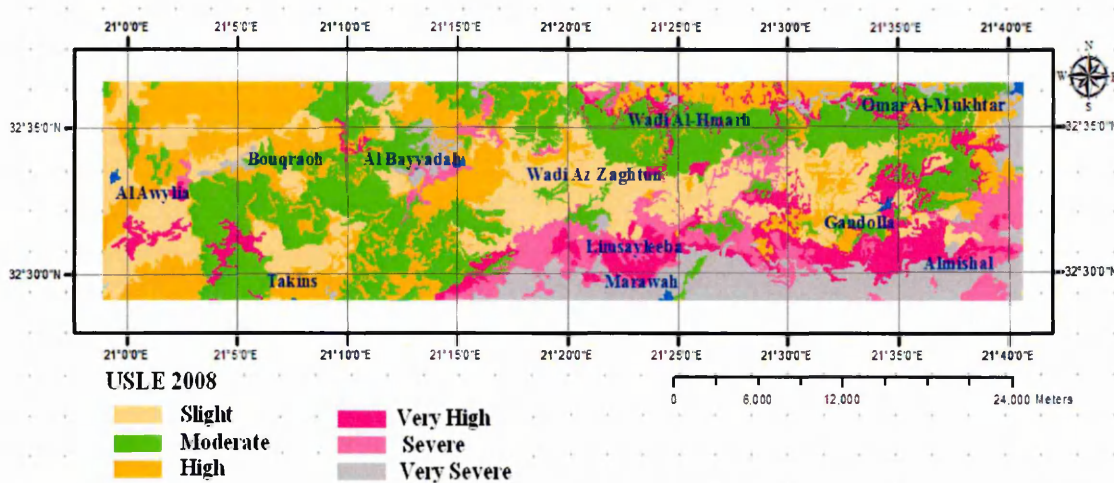 21°0'0"E 21°5'0"E 21°10'0"E 21°15'0"E 21°20'0"E 21°25'0"E 21°30'0"E 21°35'0"E 21°40'0"E
N
W E
S
Omar Al-Mukhtar
32°35'0"N Wadi Al-Hmarh 32°35'0"N
Bouqraoh Al Bayyadah
Wadi Az Zaghtun
Al Awylia
Gandolla
Limsayleeba
Almishal
32°30'0"N 32°30'0"N
Takins Marawah
21°0'0"E 21°5'0"E 21°10'0"E 21°15'0"E 21°20'0"E 21°25'0"E 21°30'0"E 21°35'0"E 21°40'0"E
USLE 2008
0 6,000 12,000 24,000 Meters
Slight Very High
Moderate Severe
High Very Severe